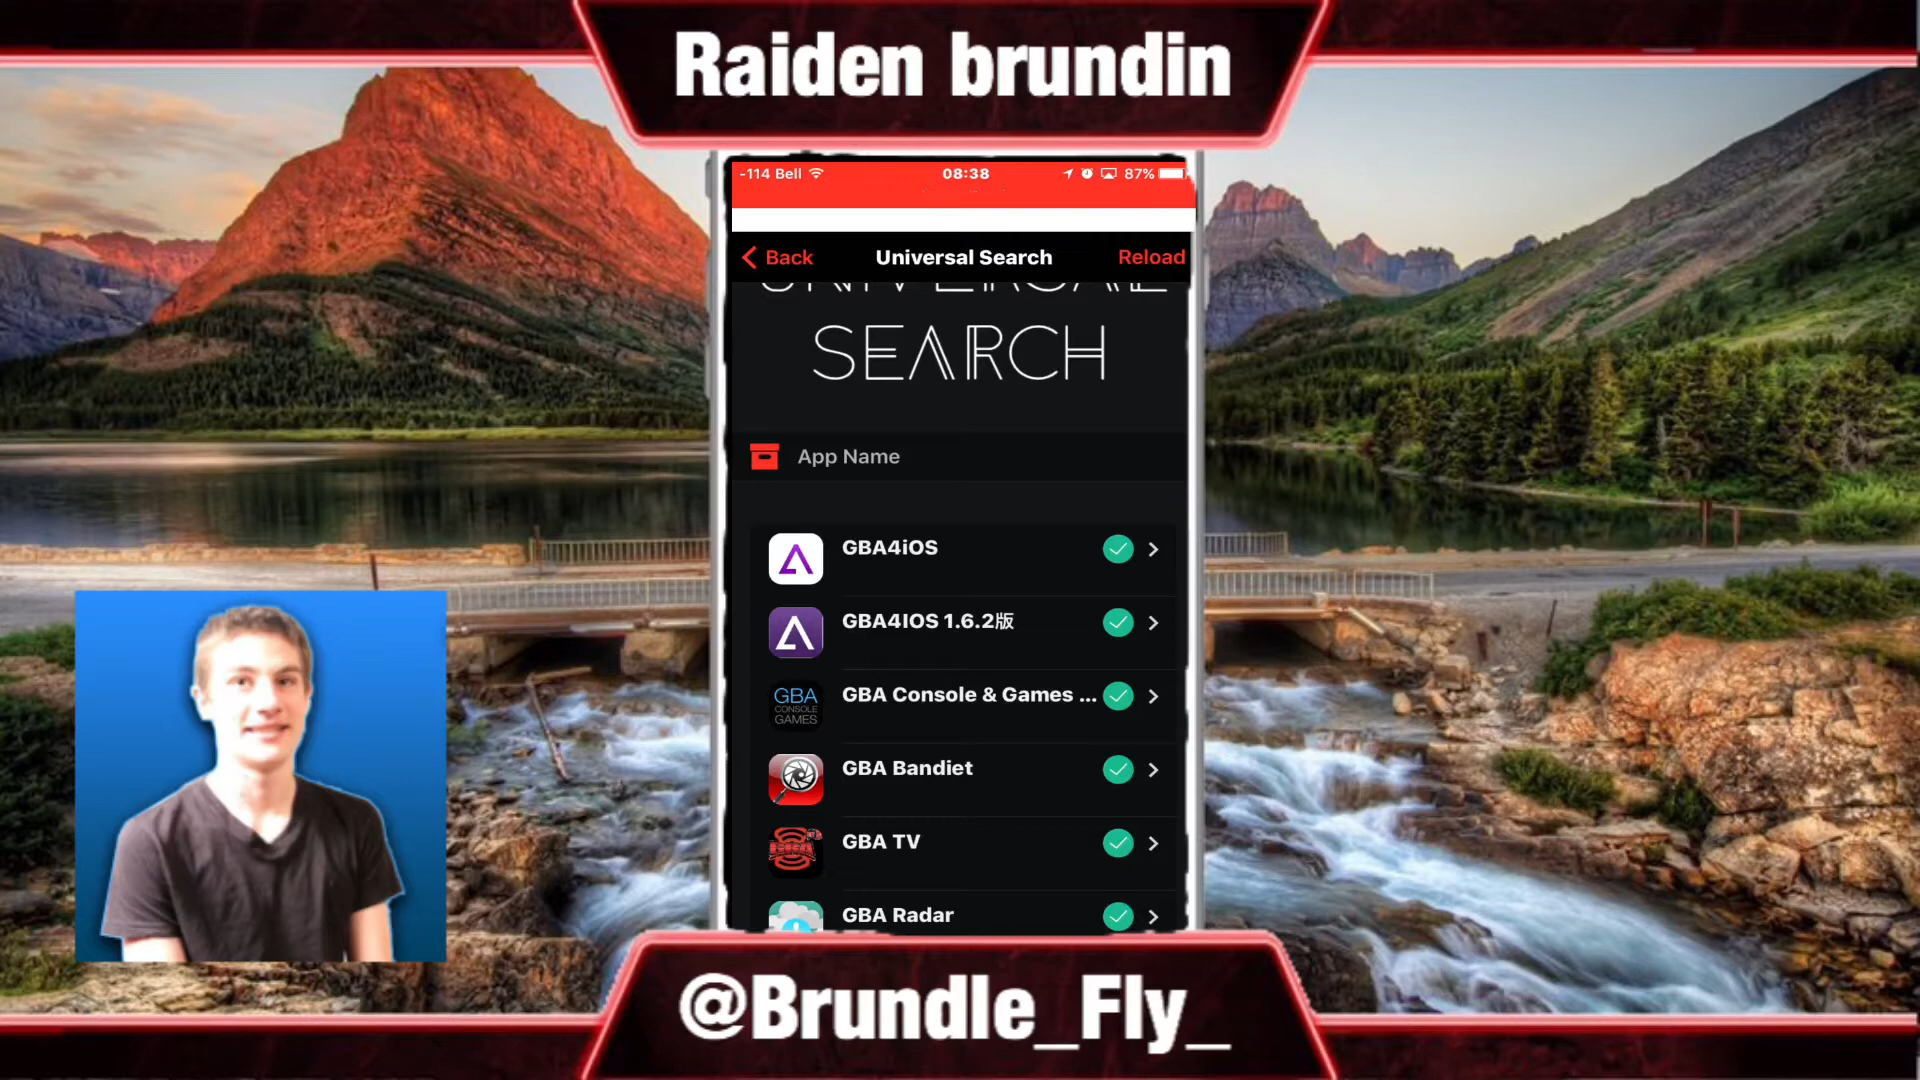 Raiden brundin
-114 Bell 08:38 87%
Back Universal Search Reload
UNIVERSAL
SEARCH
App Name
GBA4iOS
GBA4IOS 1.6.2版
GBA
CONSOLE
GAMES
GBA Console & Games ...
GBA Bandiet
GBA TV
GBA Radar
@Brundle_Fly_